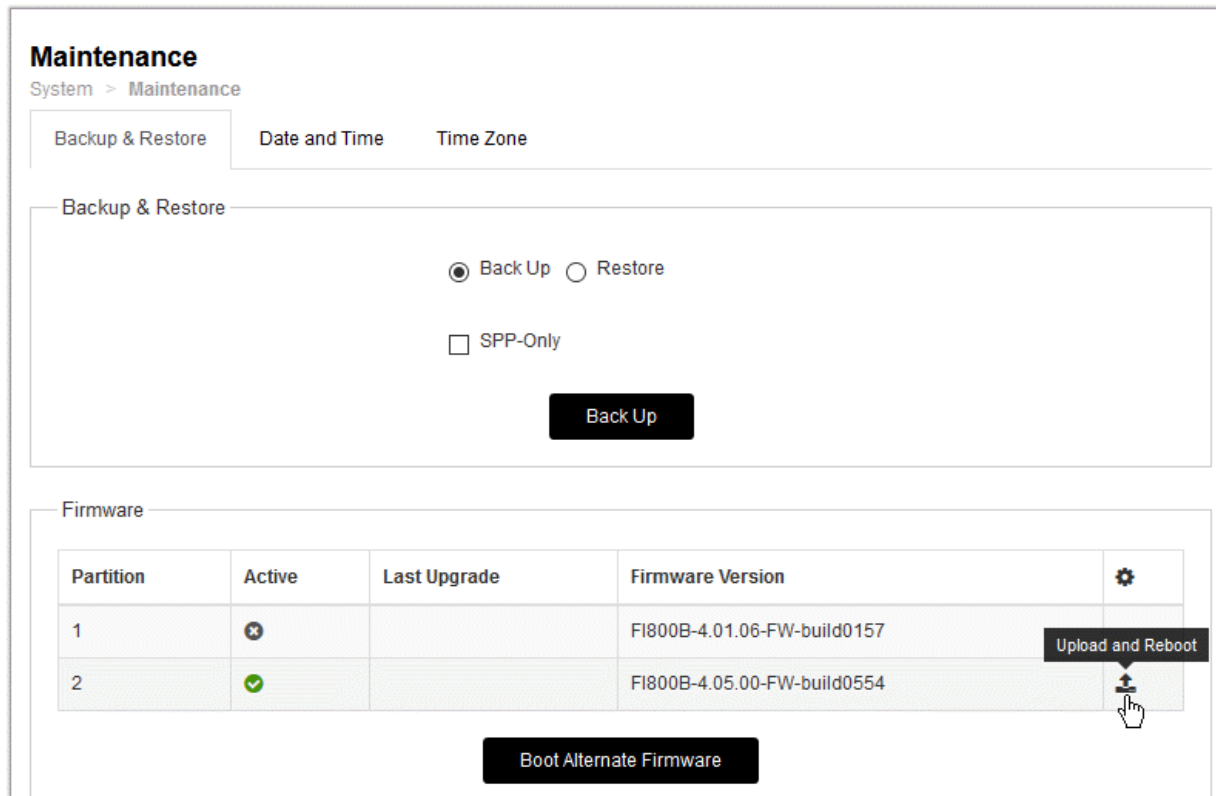 Maintenance
System > Maintenance
Backup & Restore Date and Time Time Zone
Backup & Restore
Back Up Restore
SPP-Only
Back Up
Firmware
Partition Active Last Upgrade Firmware Version
1 FI800B-4.01.06-FW-build0157
Upload and Reboot
2 FI800B-4.05.00-FW-build0554
Boot Alternate Firmware